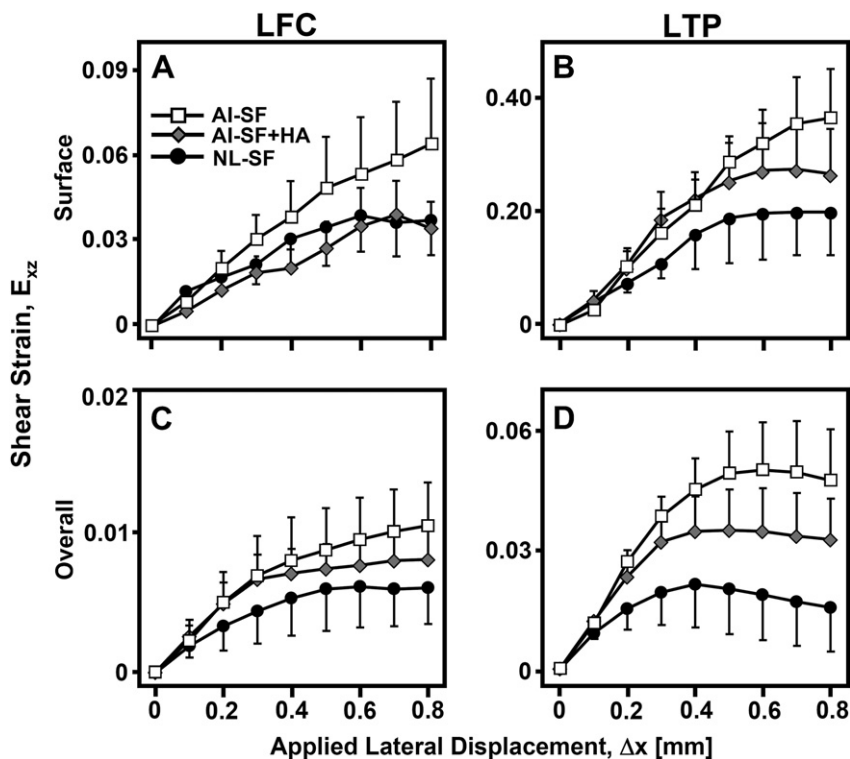 LFC LTP
A
B
0.09
0.06
0.03
0
AI-SF
AI-SF+HA
NL-SF
0.40
0.20
0
Surface
Shear Strain, Exz
C
D
0.02
0.01
0
0.06
0.03
0
Overall
0 0.2 0.4 0.6 0.8 0 0.2 0.4 0.6 0.8
Applied Lateral Displacement, Δx [mm]